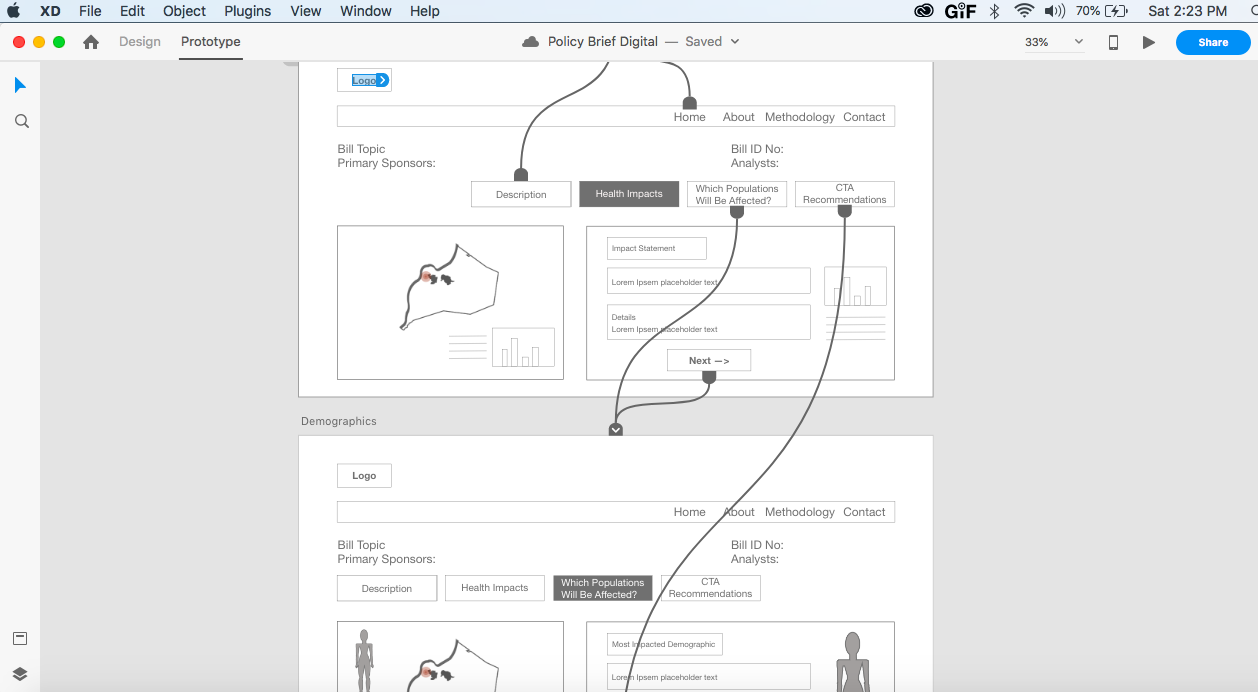 XD File Edit Object Plugins View Window Help GIF 70% Sat 2:23 PM
Design Prototype Policy Brief Digital — Saved 33% Share
Logo
Home About Methodology Contact
Bill Topic Bill ID No:
Primary Sponsors: Analysts:
Description Health Impacts Which Populations CTA
Will Be Affected? Recommendations
Impact Statement
Lorem Ipsem placeholder text
Details
Lorem Ipsem placeholder text
Next —>
Demographics
Logo
Home About Methodology Contact
Bill Topic Bill ID No:
Primary Sponsors: Analysts:
Description Health Impacts Which Populations CTA
Will Be Affected? Recommendations
Most Impacted Demographic
Lorem Ipsem placeholder text